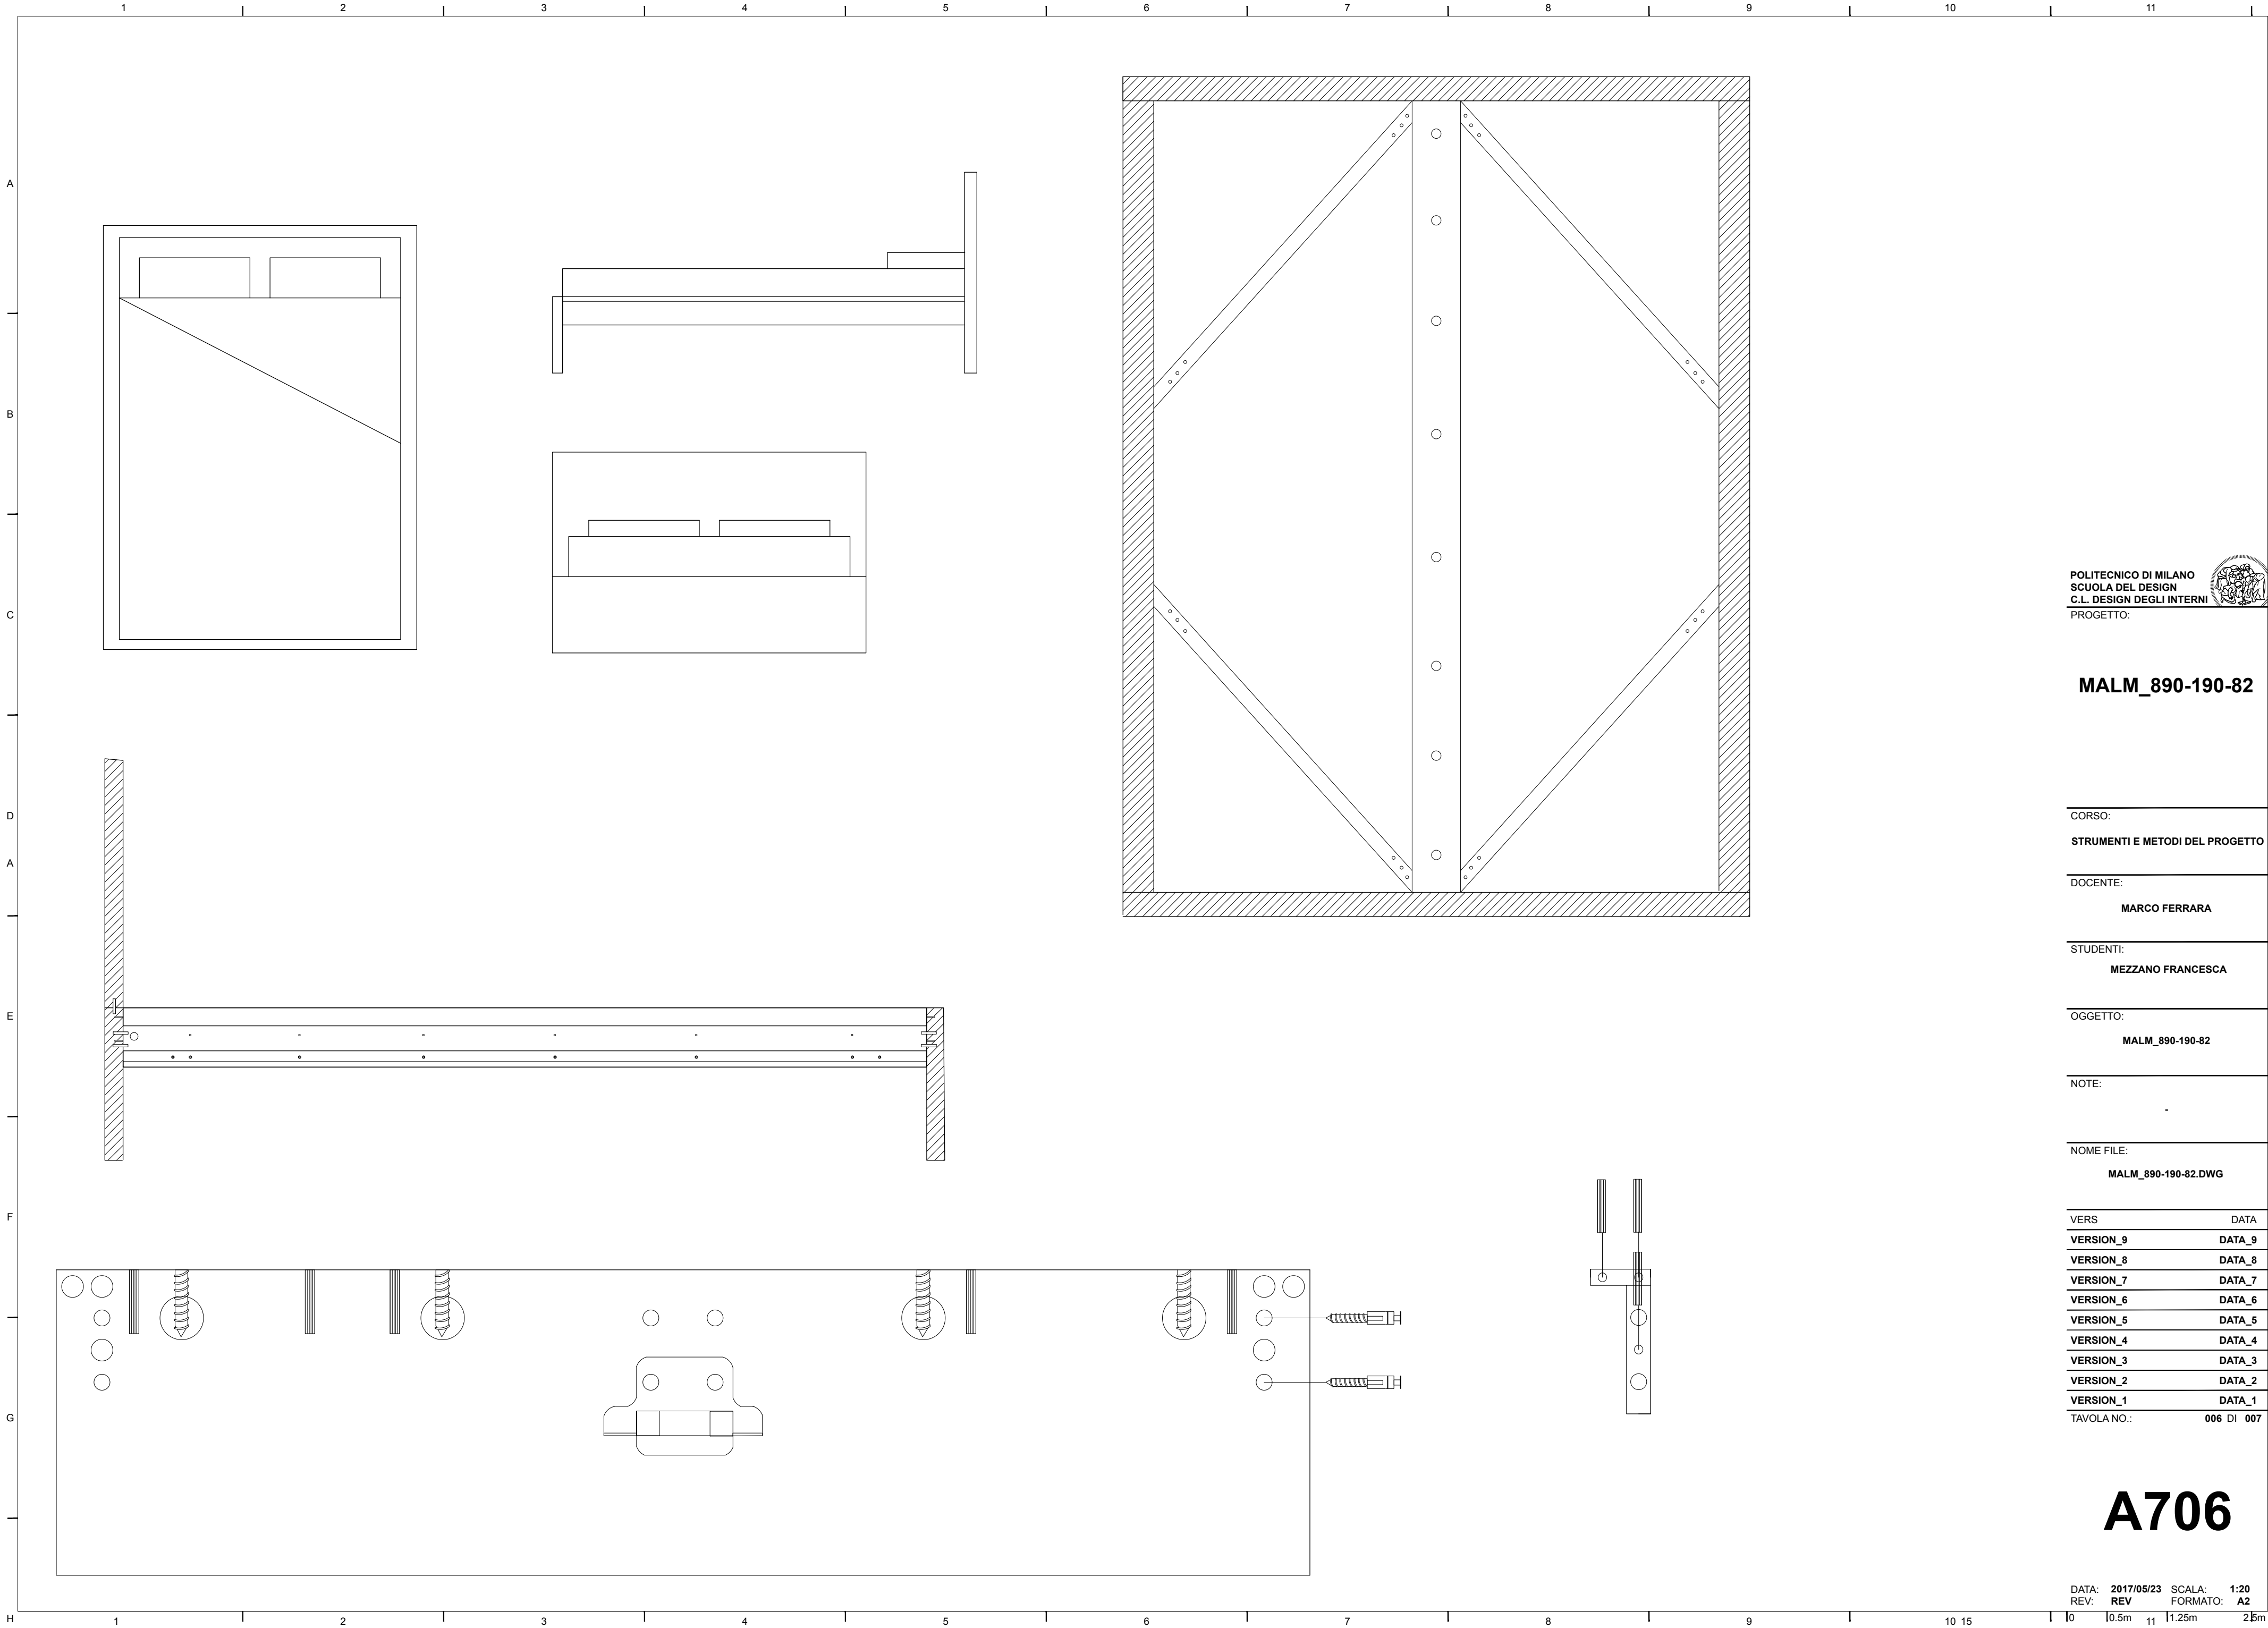 1 2 3 4 5 6 7 8 9 10 11
A
B
C
D
A
E
F
G
H
POLITECNICO DI MILANO
SCUOLA DEL DESIGN
C.L. DESIGN DEGLI INTERNI
PROGETTO:
MALM_890-190-82
CORSO:
STRUMENTI E METODI DEL PROGETTO
DOCENTE:
MARCO FERRARA
STUDENTI:
MEZZANO FRANCESCA
OGGETTO:
MALM_890-190-82
NOTE:
-
NOME FILE:
MALM_890-190-82.DWG
VERS DATA
VERSION_9 DATA_9
VERSION_8 DATA_8
VERSION_7 DATA_7
VERSION_6 DATA_6
VERSION_5 DATA_5
VERSION_4 DATA_4
VERSION_3 DATA_3
VERSION_2 DATA_2
VERSION_1 DATA_1
TAVOLA NO.: 006 DI 007
A706
DATA: 2017/05/23 SCALA: 1:20
REV: REV FORMATO: A2
0 0.5m 1.25m 2.5m
1 2 3 4 5 6 7 8 9 10 15 11